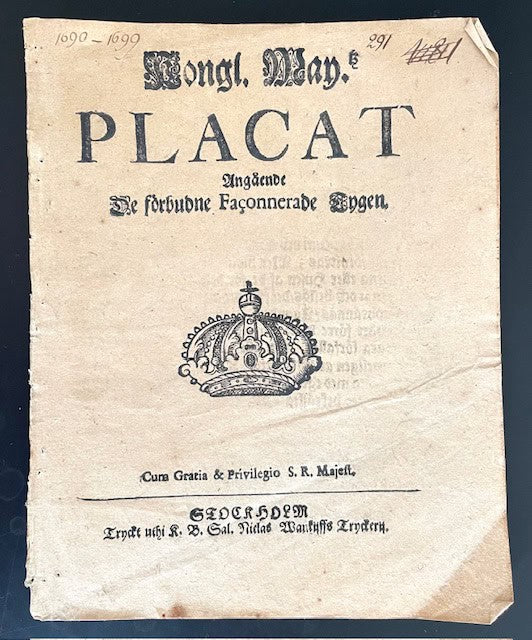 1690-1699
291
Kongl. May.tz
PLACAT
Angående
De förbudne Façonnerade Tygen.
Cum Gratia & Privilegio S. R. Majest.
STOCKHOLM
Tryckt uthi K. B. Sal. Niclas Wankijffs Tryckerij.